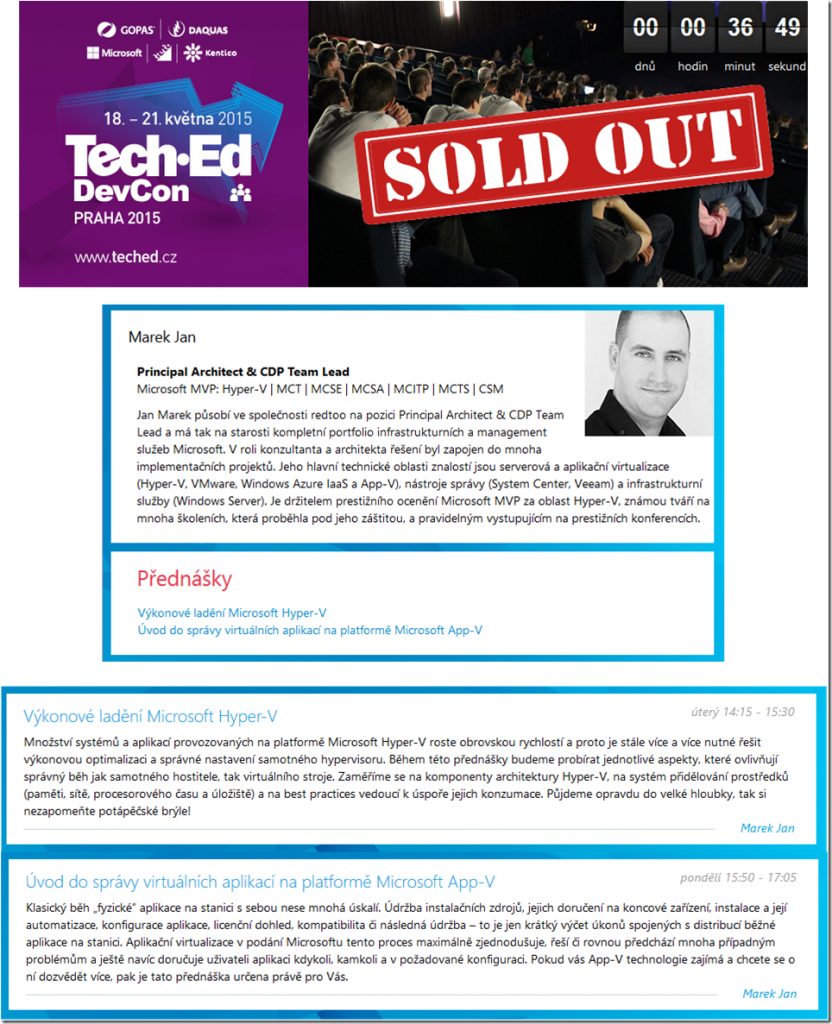 GOPAS DAQUAS
Microsoft Kentico
18. – 21. května 2015
Tech·Ed
DevCon
PRAHA 2015
www.teched.cz
00 00 36 49
dnů hodin minut sekund
SOLD OUT
Marek Jan
Principal Architect & CDP Team Lead
Microsoft MVP: Hyper-V | MCT | MCSE | MCSA | MCITP | MCTS | CSM
Jan Marek působí ve společnosti redtoo na pozici Principal Architect & CDP Team
Lead a má tak na starosti kompletní portfolio infrastrukturních a management
služeb Microsoft. V roli konzultanta a architekta řešení byl zapojen do mnoha
implementačních projektů. Jeho hlavní technické oblasti znalostí jsou serverová a aplikační virtualizace
(Hyper-V, VMware, Windows Azure IaaS a App-V), nástroje správy (System Center, Veeam) a infrastrukturní
služby (Windows Server). Je držitelem prestižního ocenění Microsoft MVP za oblast Hyper-V, známou tváří na
mnoha školeních, která proběhla pod jeho záštitou, a pravidelným vystupujícím na prestižních konferencích.
Přednášky
Výkonové ladění Microsoft Hyper-V
Úvod do správy virtuálních aplikací na platformě Microsoft App-V
Výkonové ladění Microsoft Hyper-V
úterý 14:15 - 15:30
Množství systémů a aplikací provozovaných na platformě Microsoft Hyper-V roste obrovskou rychlostí a proto je stále více a více nutné řešit
výkonovou optimalizaci a správné nastavení samotného hypervisoru. Během této přednášky budeme probírat jednotlivé aspekty, které ovlivňují
správný běh jak samotného hostitele, tak virtuálního stroje. Zaměříme se na komponenty architektury Hyper-V, na systém přidělování prostředků
(paměti, sítě, procesorového času a úložiště) a na best practices vedoucí k úspoře jejich konzumace. Půjdeme opravdu do velké hloubky, tak si
nezapomeňte potápěčské brýle!
Marek Jan
Úvod do správy virtuálních aplikací na platformě Microsoft App-V
pondělí 15:50 - 17:05
Klasický běh „fyzické“ aplikace na stanici s sebou nese mnohá úskalí. Údržba instalačních zdrojů, jejich doručení na koncové zařízení, instalace a její
automatizace, konfigurace aplikace, licenční dohled, kompatibilita či následná údržba – to je jen krátký výčet úkonů spojených s distribucí běžné
aplikace na stanici. Aplikační virtualizace v podání Microsoftu tento proces maximálně zjednodušuje, řeší či rovnou předchází mnoha případným
problémům a ještě navíc doručuje uživateli aplikaci kdykoli, kamkoli a v požadované konfiguraci. Pokud vás App-V technologie zajímá a chcete se o
ní dozvědět více, pak je tato přednáška určena právě pro Vás.
Marek Jan